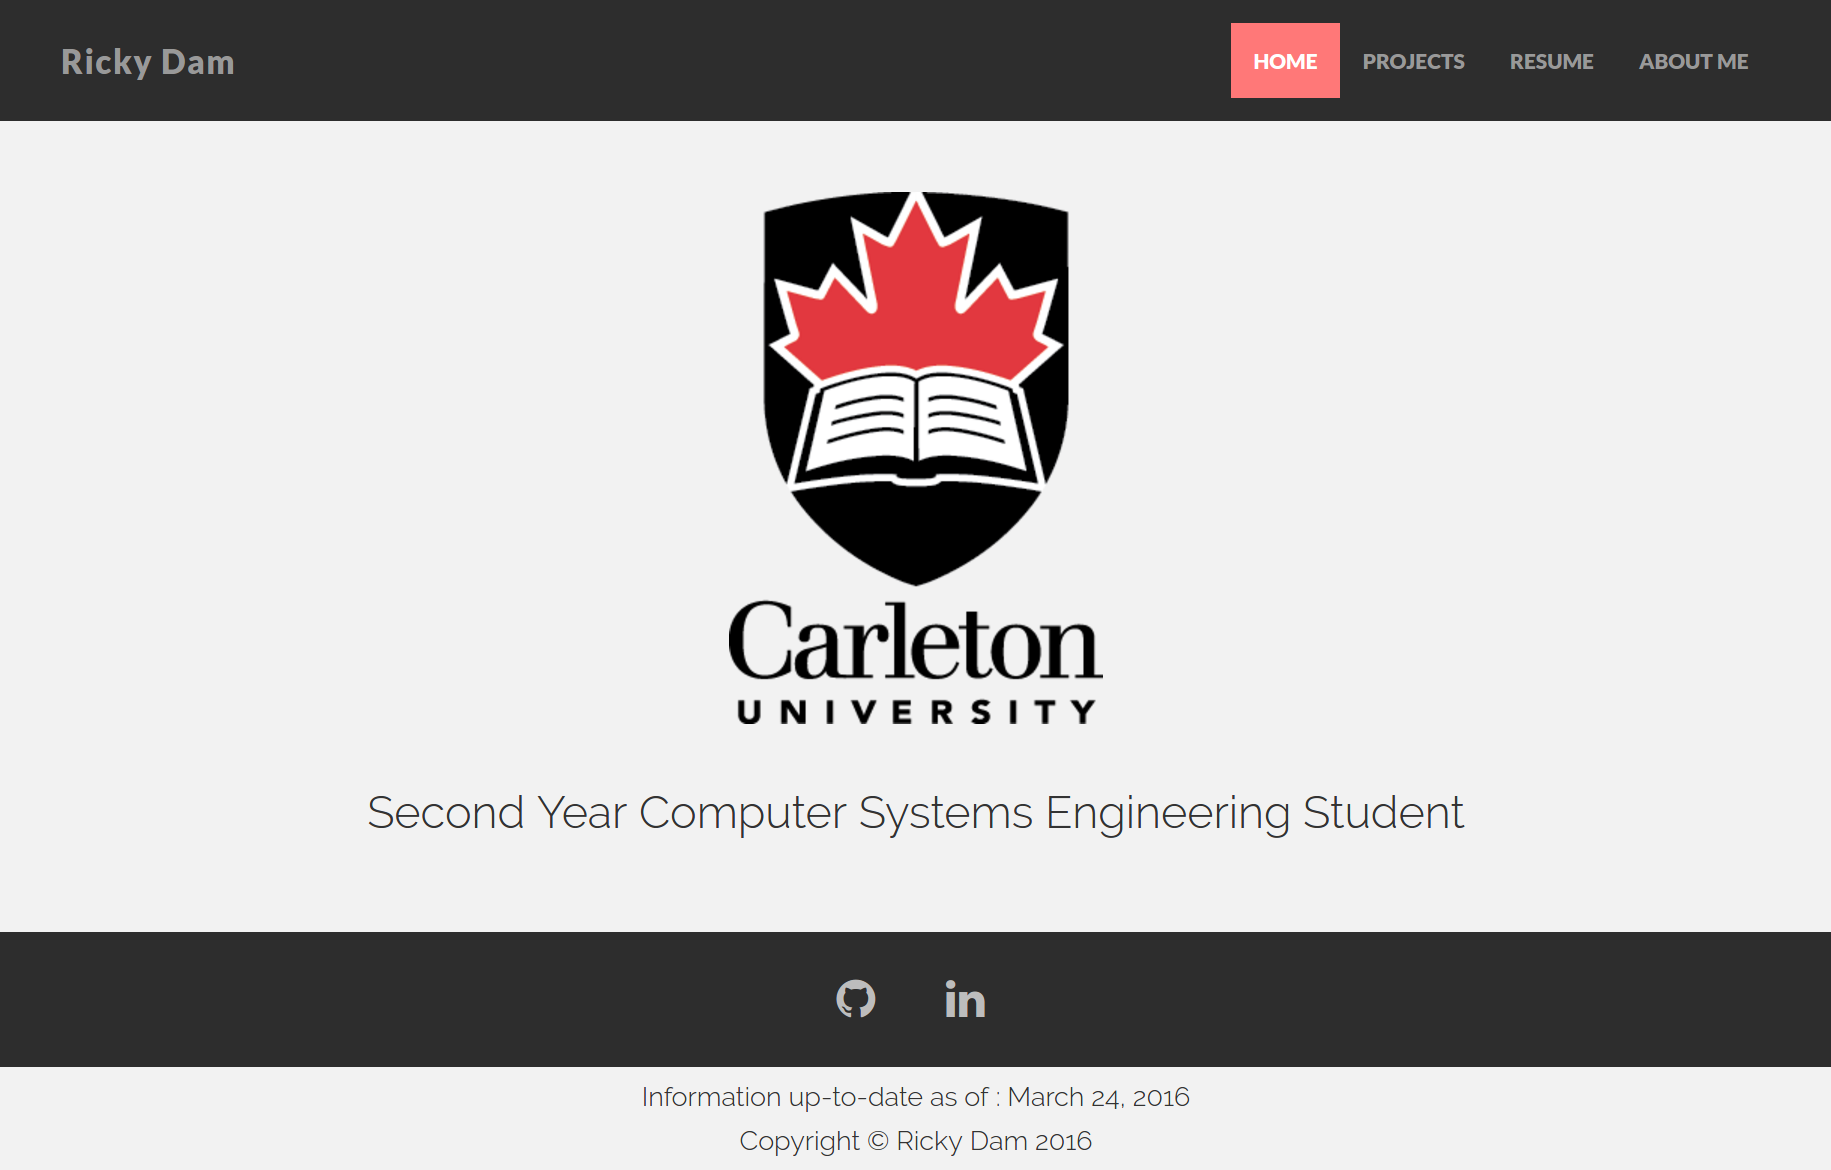 Ricky Dam
HOME PROJECTS RESUME ABOUT ME
Carleton
UNIVERSITY
Second Year Computer Systems Engineering Student
in
Information up-to-date as of : March 24, 2016
Copyright © Ricky Dam 2016